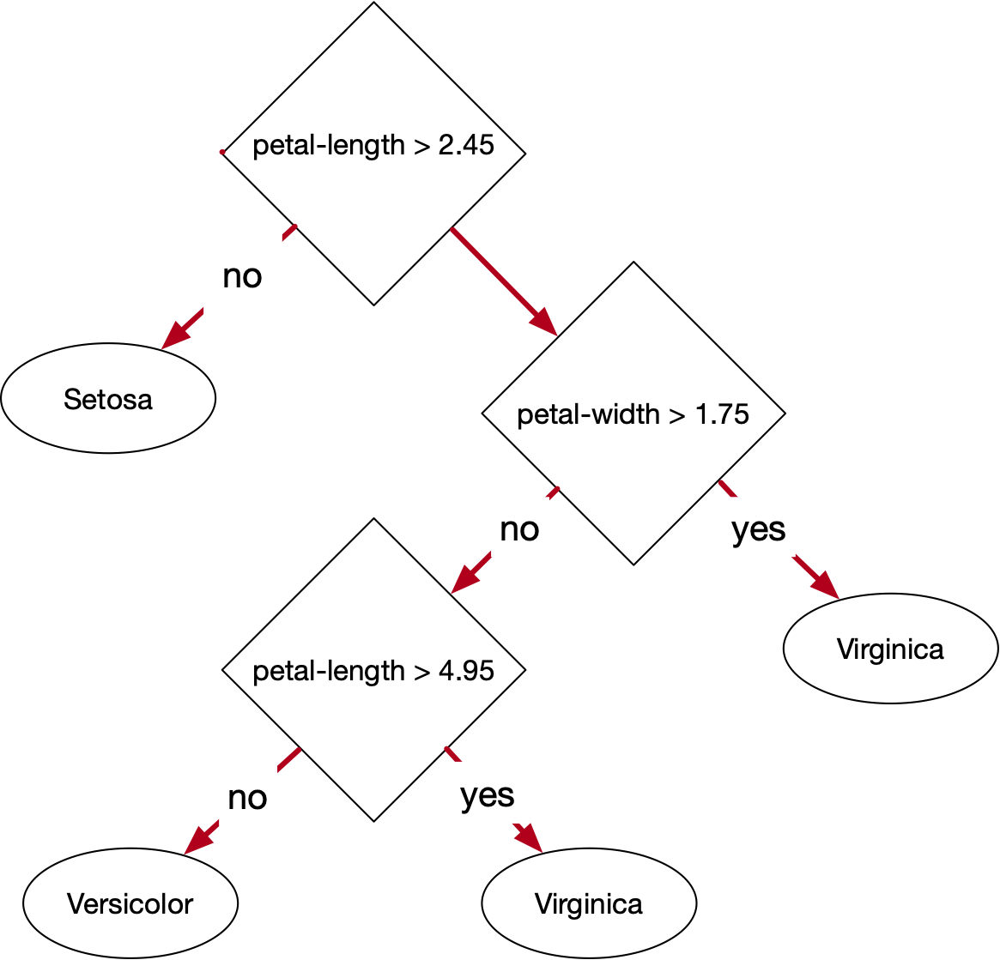 petal-length > 2.45
no
Setosa
petal-width > 1.75
no
yes
petal-length > 4.95
Virginica
no
yes
Versicolor
Virginica